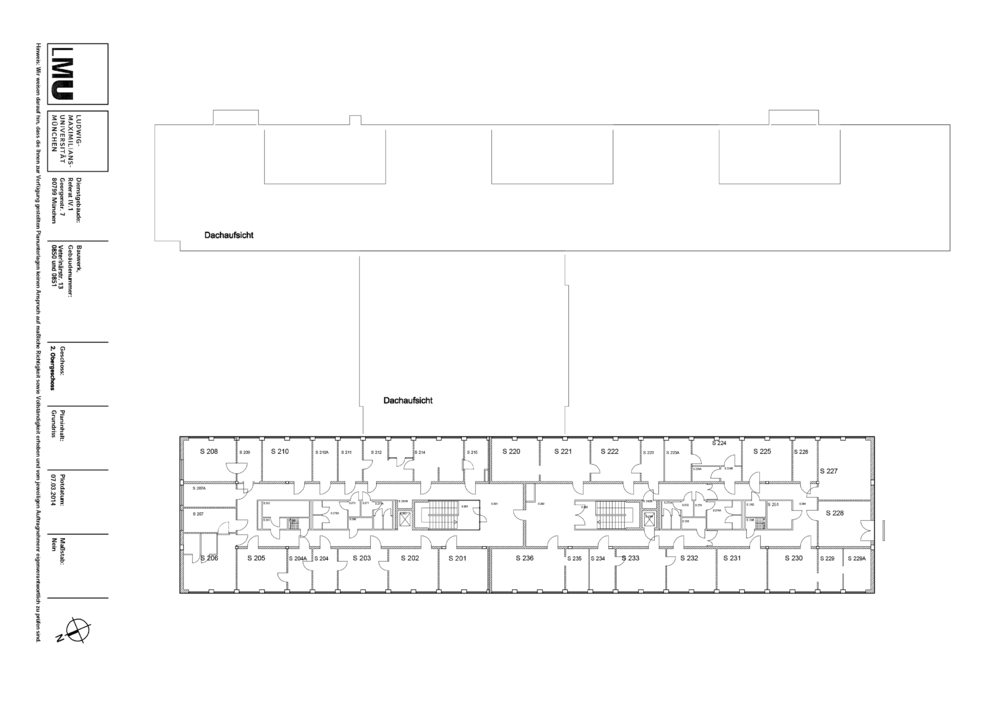 LMU
LUDWIG-
MAXIMILIANS-
UNIVERSITÄT
MÜNCHEN
Dienstgebäude:
Referat IV.1
Georgenstr. 7
80799 München
Bauwerk,
Gebäudenummer:
Veterinärstr. 13
0850 und 0851
Geschoss:
2. Obergeschoss
Planinhalt:
Grundriss
Plotdatum:
07.03.2014
Maßstab:
Nein
Hinweis: Wir weisen darauf hin, dass die Ihnen zur Verfügung gestellten Planunterlagen keinen Anspruch auf maßliche Richtigkeit sowie Vollständigkeit erheben und vom jeweiligen Auftragnehmer eigenverantwortlich zu prüfen sind.
N
Dachaufsicht
Dachaufsicht
S 208
S 209
S 210
S 210A
S 211
S 212
S 214
S 215
S 220
S 221
S 222
S 223
S 223A
S 224
S 225
S 226
S 227
S 207A
S 207
S 228
S 206
S 205
S 204A
S 204
S 203
S 202
S 201
S 236
S 235
S 234
S 233
S 232
S 231
S 230
S 229
S 229A